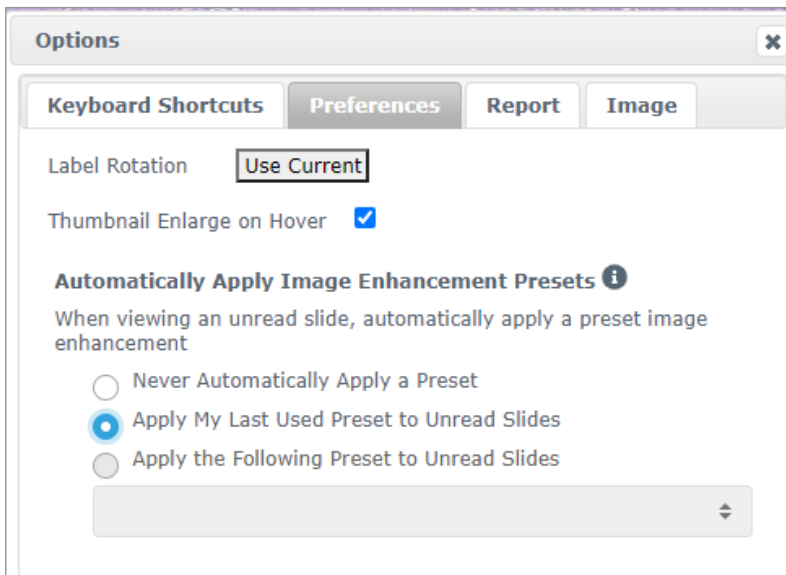 Options
Keyboard Shortcuts Preferences Report Image
Label Rotation Use Current
Thumbnail Enlarge on Hover
Automatically Apply Image Enhancement Presets
When viewing an unread slide, automatically apply a preset image
enhancement
Never Automatically Apply a Preset
Apply My Last Used Preset to Unread Slides
Apply the Following Preset to Unread Slides